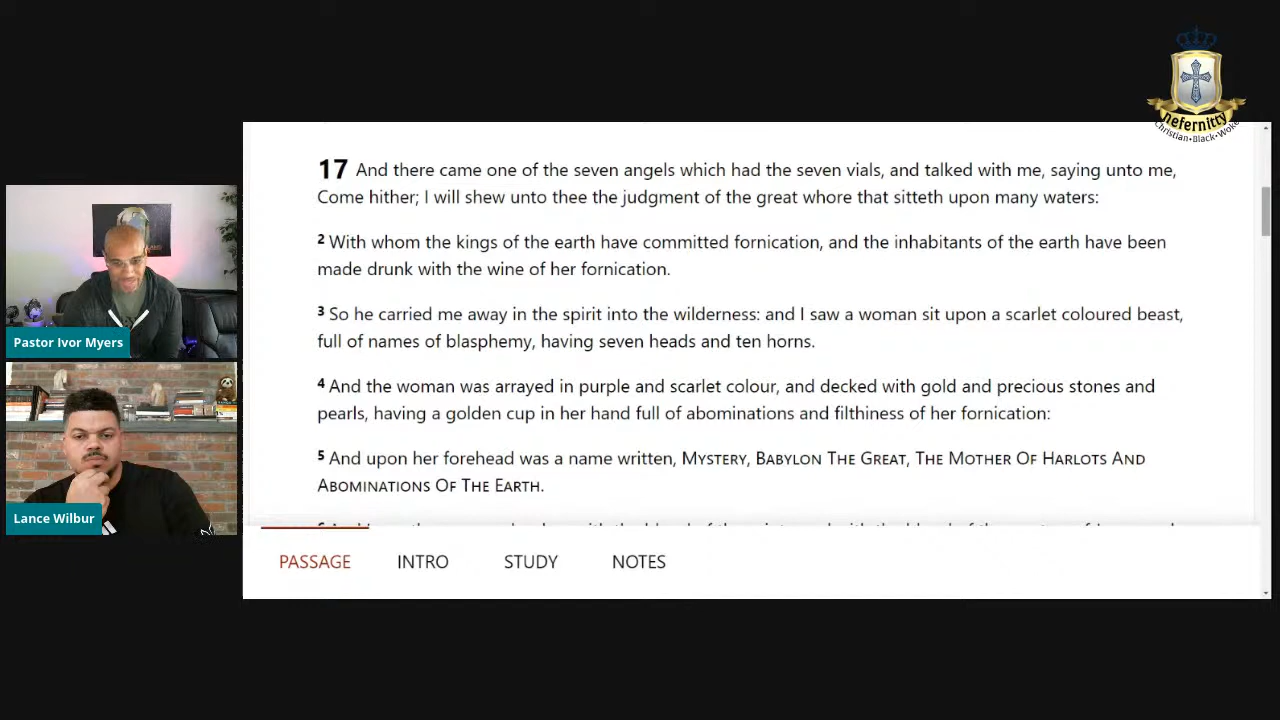 nefernitty
Christian•Black•Woke
17 And there came one of the seven angels which had the seven vials, and talked with me, saying unto me,
Come hither; I will shew unto thee the judgment of the great whore that sitteth upon many waters:
2 With whom the kings of the earth have committed fornication, and the inhabitants of the earth have been
made drunk with the wine of her fornication.
3 So he carried me away in the spirit into the wilderness: and I saw a woman sit upon a scarlet coloured beast,
full of names of blasphemy, having seven heads and ten horns.
4 And the woman was arrayed in purple and scarlet colour, and decked with gold and precious stones and
pearls, having a golden cup in her hand full of abominations and filthiness of her fornication:
5 And upon her forehead was a name written, MYSTERY, BABYLON THE GREAT, THE MOTHER OF HARLOTS AND
ABOMINATIONS OF THE EARTH.
PASSAGE INTRO STUDY NOTES
Pastor Ivor Myers
Lance Wilbur